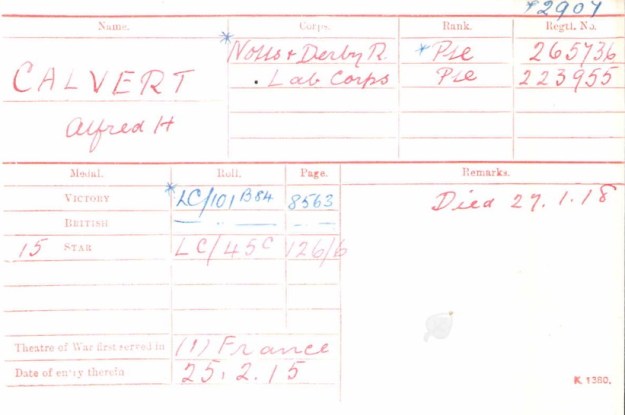 *2907
Name. Corps. Rank. Regtl. No.
* Notts & Derby R. * Pte 265736
CALVERT . Lab Corps Pte 223955
Alfred H
Medal. Roll. Page. Remarks.
VICTORY * LC/101 B84 8563 Died 27.1.18
BRITISH — . — — —
15 STAR LC/45C 126/6
Theatre of War first served in (1) France
Date of entry therein 25.2.15
K 1380.